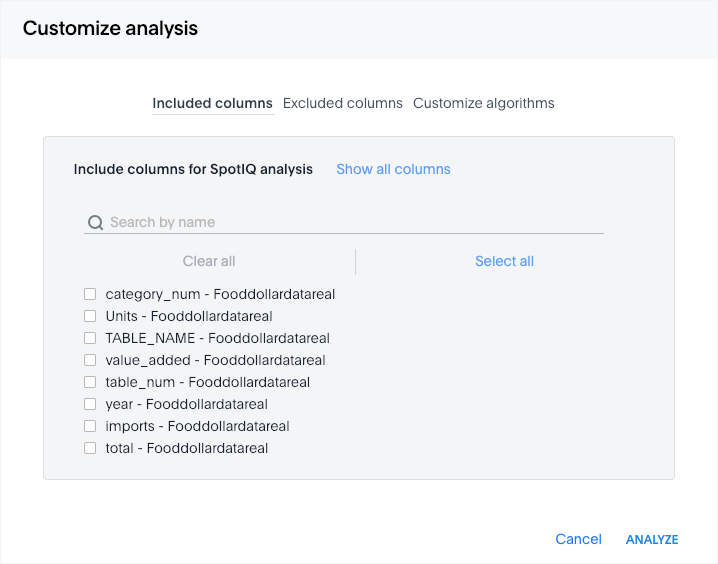 Customize analysis
Included columns Excluded columns Customize algorithms
Include columns for SpotIQ analysis Show all columns
Search by name
Clear all Select all
category_num - Fooddollardatareal
Units - Fooddollardatareal
TABLE_NAME - Fooddollardatareal
value_added - Fooddollardatareal
table_num - Fooddollardatareal
year - Fooddollardatareal
imports - Fooddollardatareal
total - Fooddollardatareal
Cancel ANALYZE